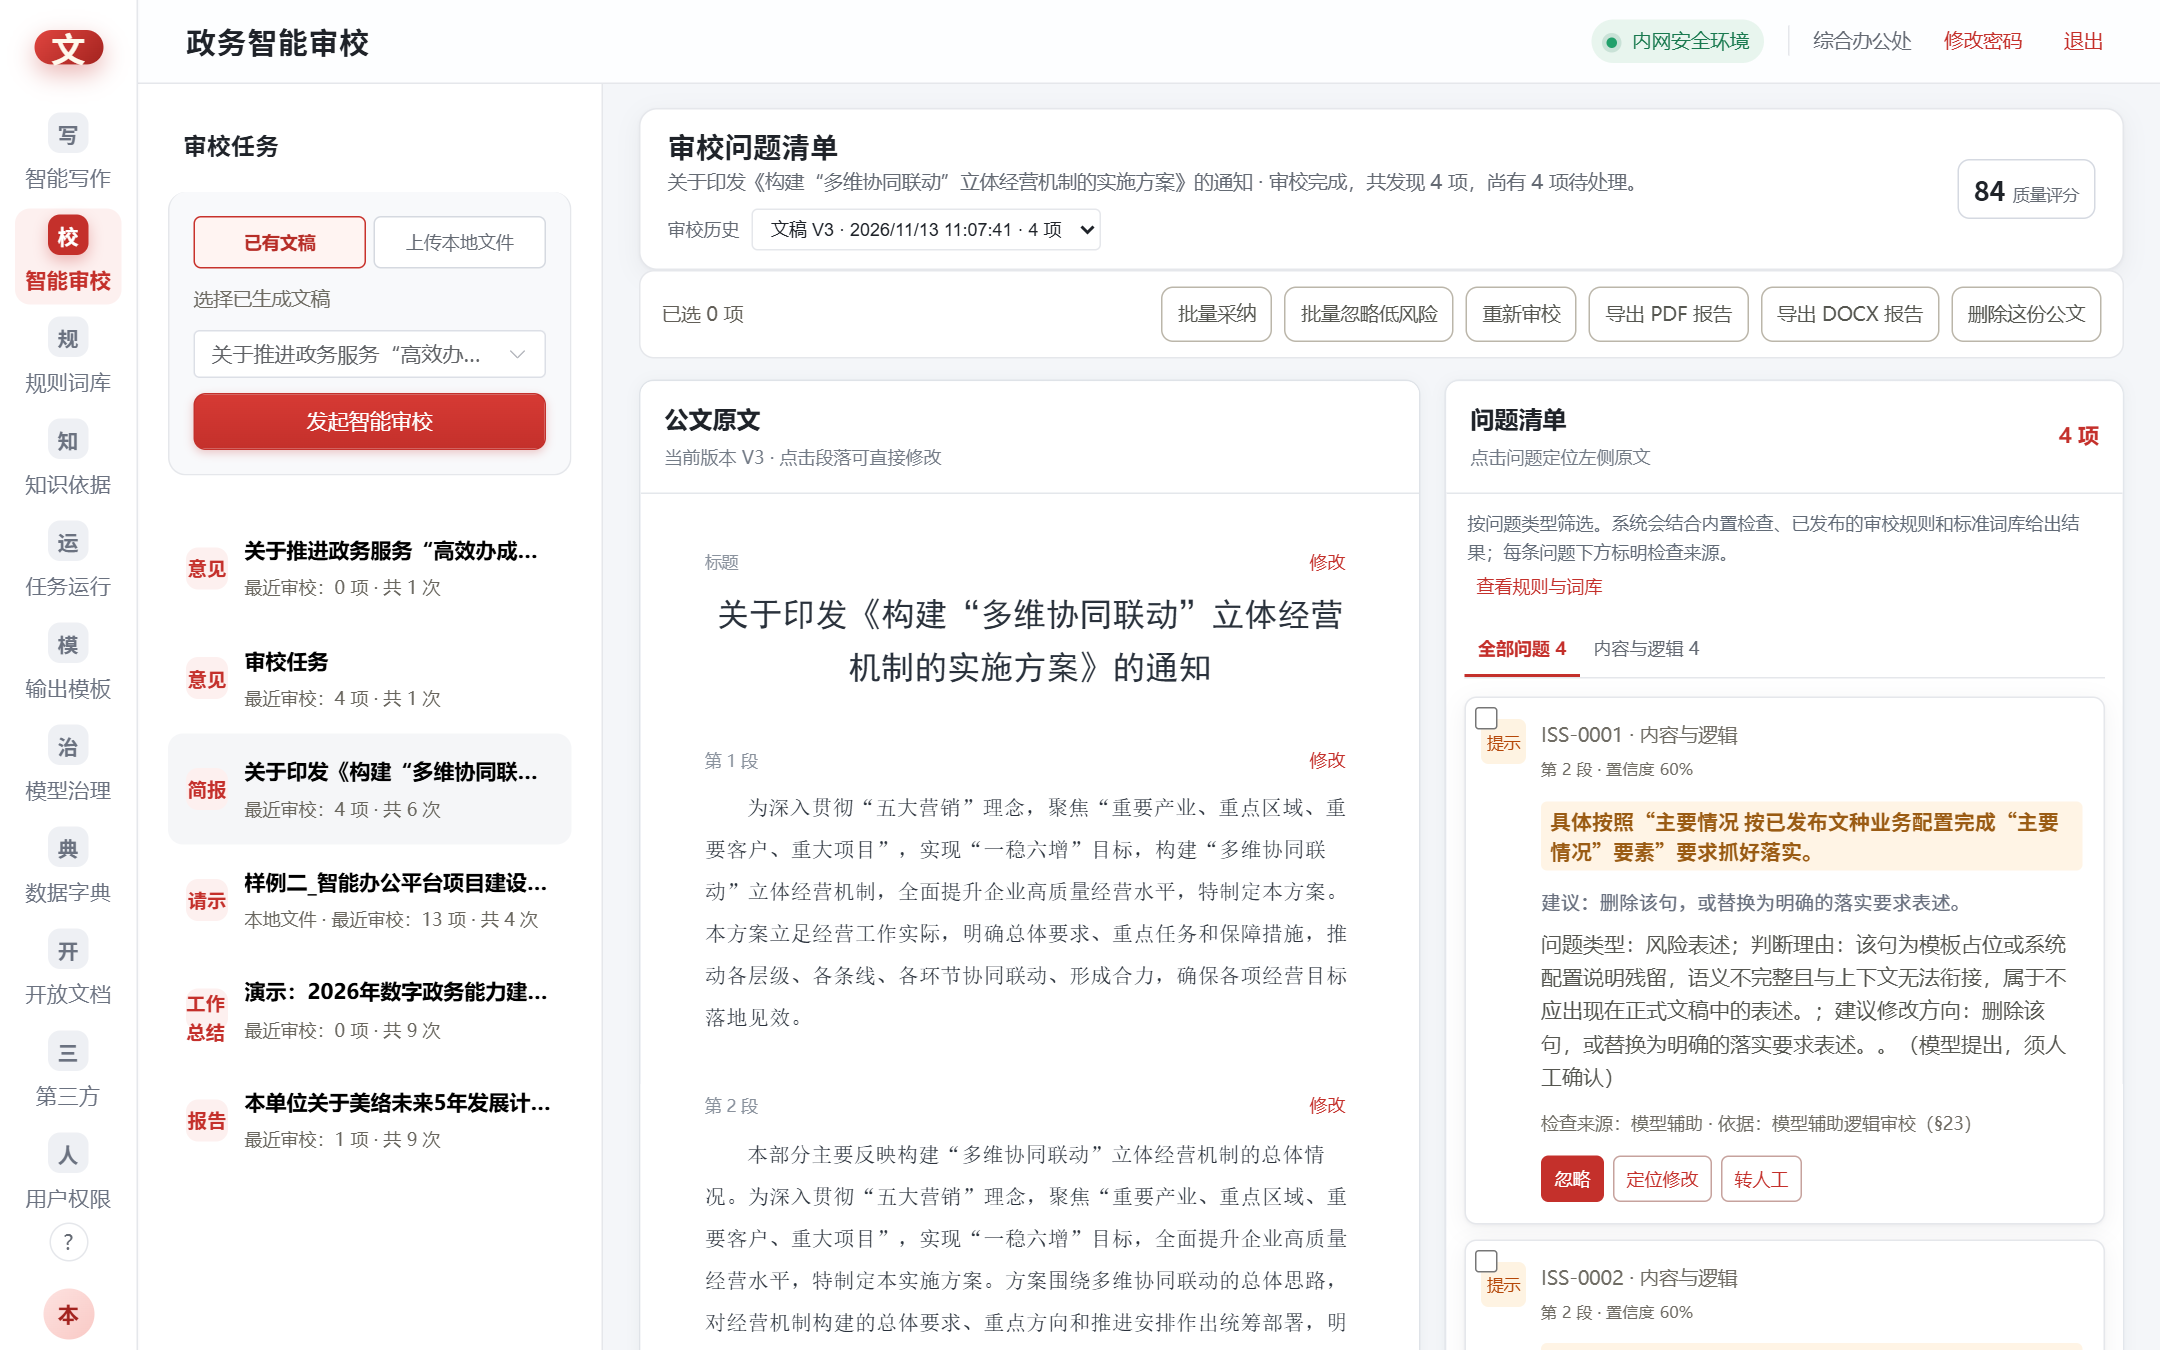 文
政务智能审校
内网安全环境
综合办公处
修改密码
退出
写
智能写作
校
智能审校
规
规则词库
知
知识依据
运
任务运行
模
输出模板
治
模型治理
典
数据字典
开
开放文档
三
第三方
人
用户权限
?
本
审校任务
已有文稿
上传本地文件
选择已生成文稿
关于推进政务服务“高效办...
发起智能审校
意见
关于推进政务服务“高效办成...
最近审校：0 项 · 共 1 次
意见
审校任务
最近审校：4 项 · 共 1 次
简报
关于印发《构建“多维协同联...
最近审校：4 项 · 共 6 次
请示
样例二_智能办公平台项目建设...
本地文件 · 最近审校：13 项 · 共 4 次
工作
总结
演示：2026年数字政务能力建...
最近审校：0 项 · 共 9 次
报告
本单位关于美络未来5年发展计...
最近审校：1 项 · 共 9 次
审校问题清单
关于印发《构建“多维协同联动”立体经营机制的实施方案》的通知 · 审校完成，共发现 4 项，尚有 4 项待处理。
审校历史
文稿 V3 · 2026/11/13 11:07:41 · 4 项
84 质量评分
已选 0 项
批量采纳
批量忽略低风险
重新审校
导出 PDF 报告
导出 DOCX 报告
删除这份公文
公文原文
当前版本 V3 · 点击段落可直接修改
标题
修改
关于印发《构建“多维协同联动”立体经营
机制的实施方案》的通知
第 1 段
修改
为深入贯彻“五大营销”理念，聚焦“重要产业、重点区域、重
要客户、重大项目”，实现“一稳六增”目标，构建“多维协同联
动”立体经营机制，全面提升企业高质量经营水平，特制定本方案。
本方案立足经营工作实际，明确总体要求、重点任务和保障措施，推
动各层级、各条线、各环节协同联动、形成合力，确保各项经营目标
落地见效。
第 2 段
修改
本部分主要反映构建“多维协同联动”立体经营机制的总体情
况。为深入贯彻“五大营销”理念，聚焦“重要产业、重点区域、重
要客户、重大项目”，实现“一稳六增”目标，全面提升企业高质量
经营水平，特制定本实施方案。方案围绕多维协同联动的总体思路，
对经营机制构建的总体要求、重点方向和推进安排作出统筹部署，明
问题清单
点击问题定位左侧原文
4 项
按问题类型筛选。系统会结合内置检查、已发布的审校规则和标准词库给出结
果；每条问题下方标明检查来源。
查看规则与词库
全部问题 4
内容与逻辑 4
提示
ISS-0001 · 内容与逻辑
第 2 段 · 置信度 60%
具体按照“主要情况 按已发布文种业务配置完成“主要
情况”要素”要求抓好落实。
建议：删除该句，或替换为明确的落实要求表述。
问题类型：风险表述；判断理由：该句为模板占位或系统
配置说明残留，语义不完整且与上下文无法衔接，属于不
应出现在正式文稿中的表述。；建议修改方向：删除该
句，或替换为明确的落实要求表述。。（模型提出，须人
工确认）
检查来源：模型辅助 · 依据：模型辅助逻辑审校（§23）
忽略
定位修改
转人工
提示
ISS-0002 · 内容与逻辑
第 2 段 · 置信度 60%